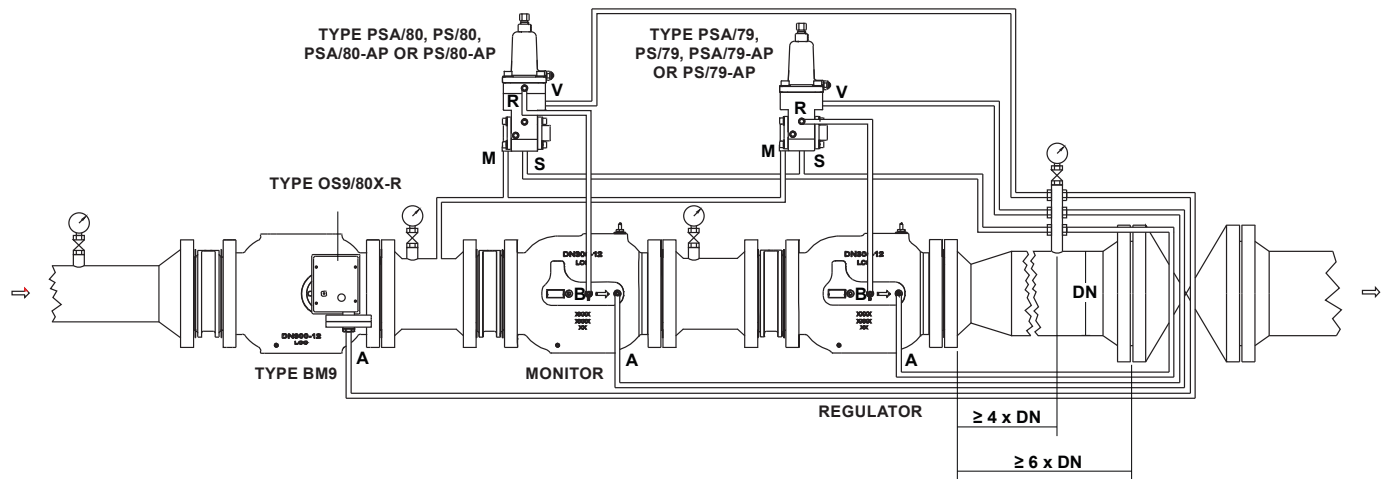 TYPE PSA/80, PS/80,
PSA/80-AP OR PS/80-AP
TYPE PSA/79,
PS/79, PSA/79-AP
OR PS/79-AP
V
R
M
S
V
R
M
S
TYPE OS9/80X-R
B
B
DN
A
A
A
TYPE BM9
MONITOR
REGULATOR
≥ 4 x DN
≥ 6 x DN